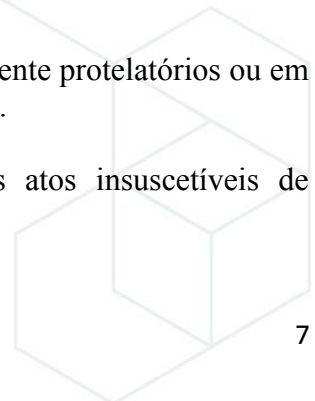 ente protelatórios ou em
.
s atos insuscetíveis de
7